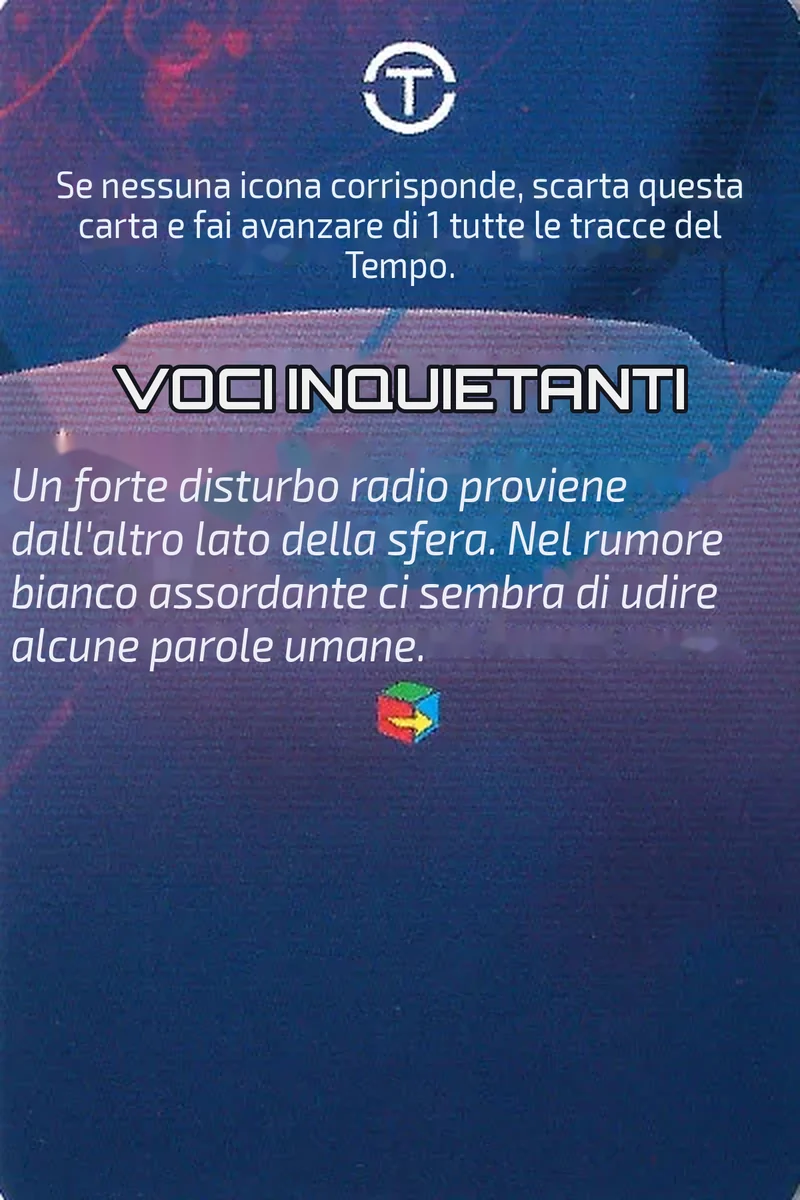 T
Se nessuna icona corrisponde, scarta questa
carta e fai avanzare di 1 tutte le tracce del
Tempo.
VOCI INQUIETANTI
Un forte disturbo radio proviene
dall'altro lato della sfera. Nel rumore
bianco assordante ci sembra di udire
alcune parole umane.